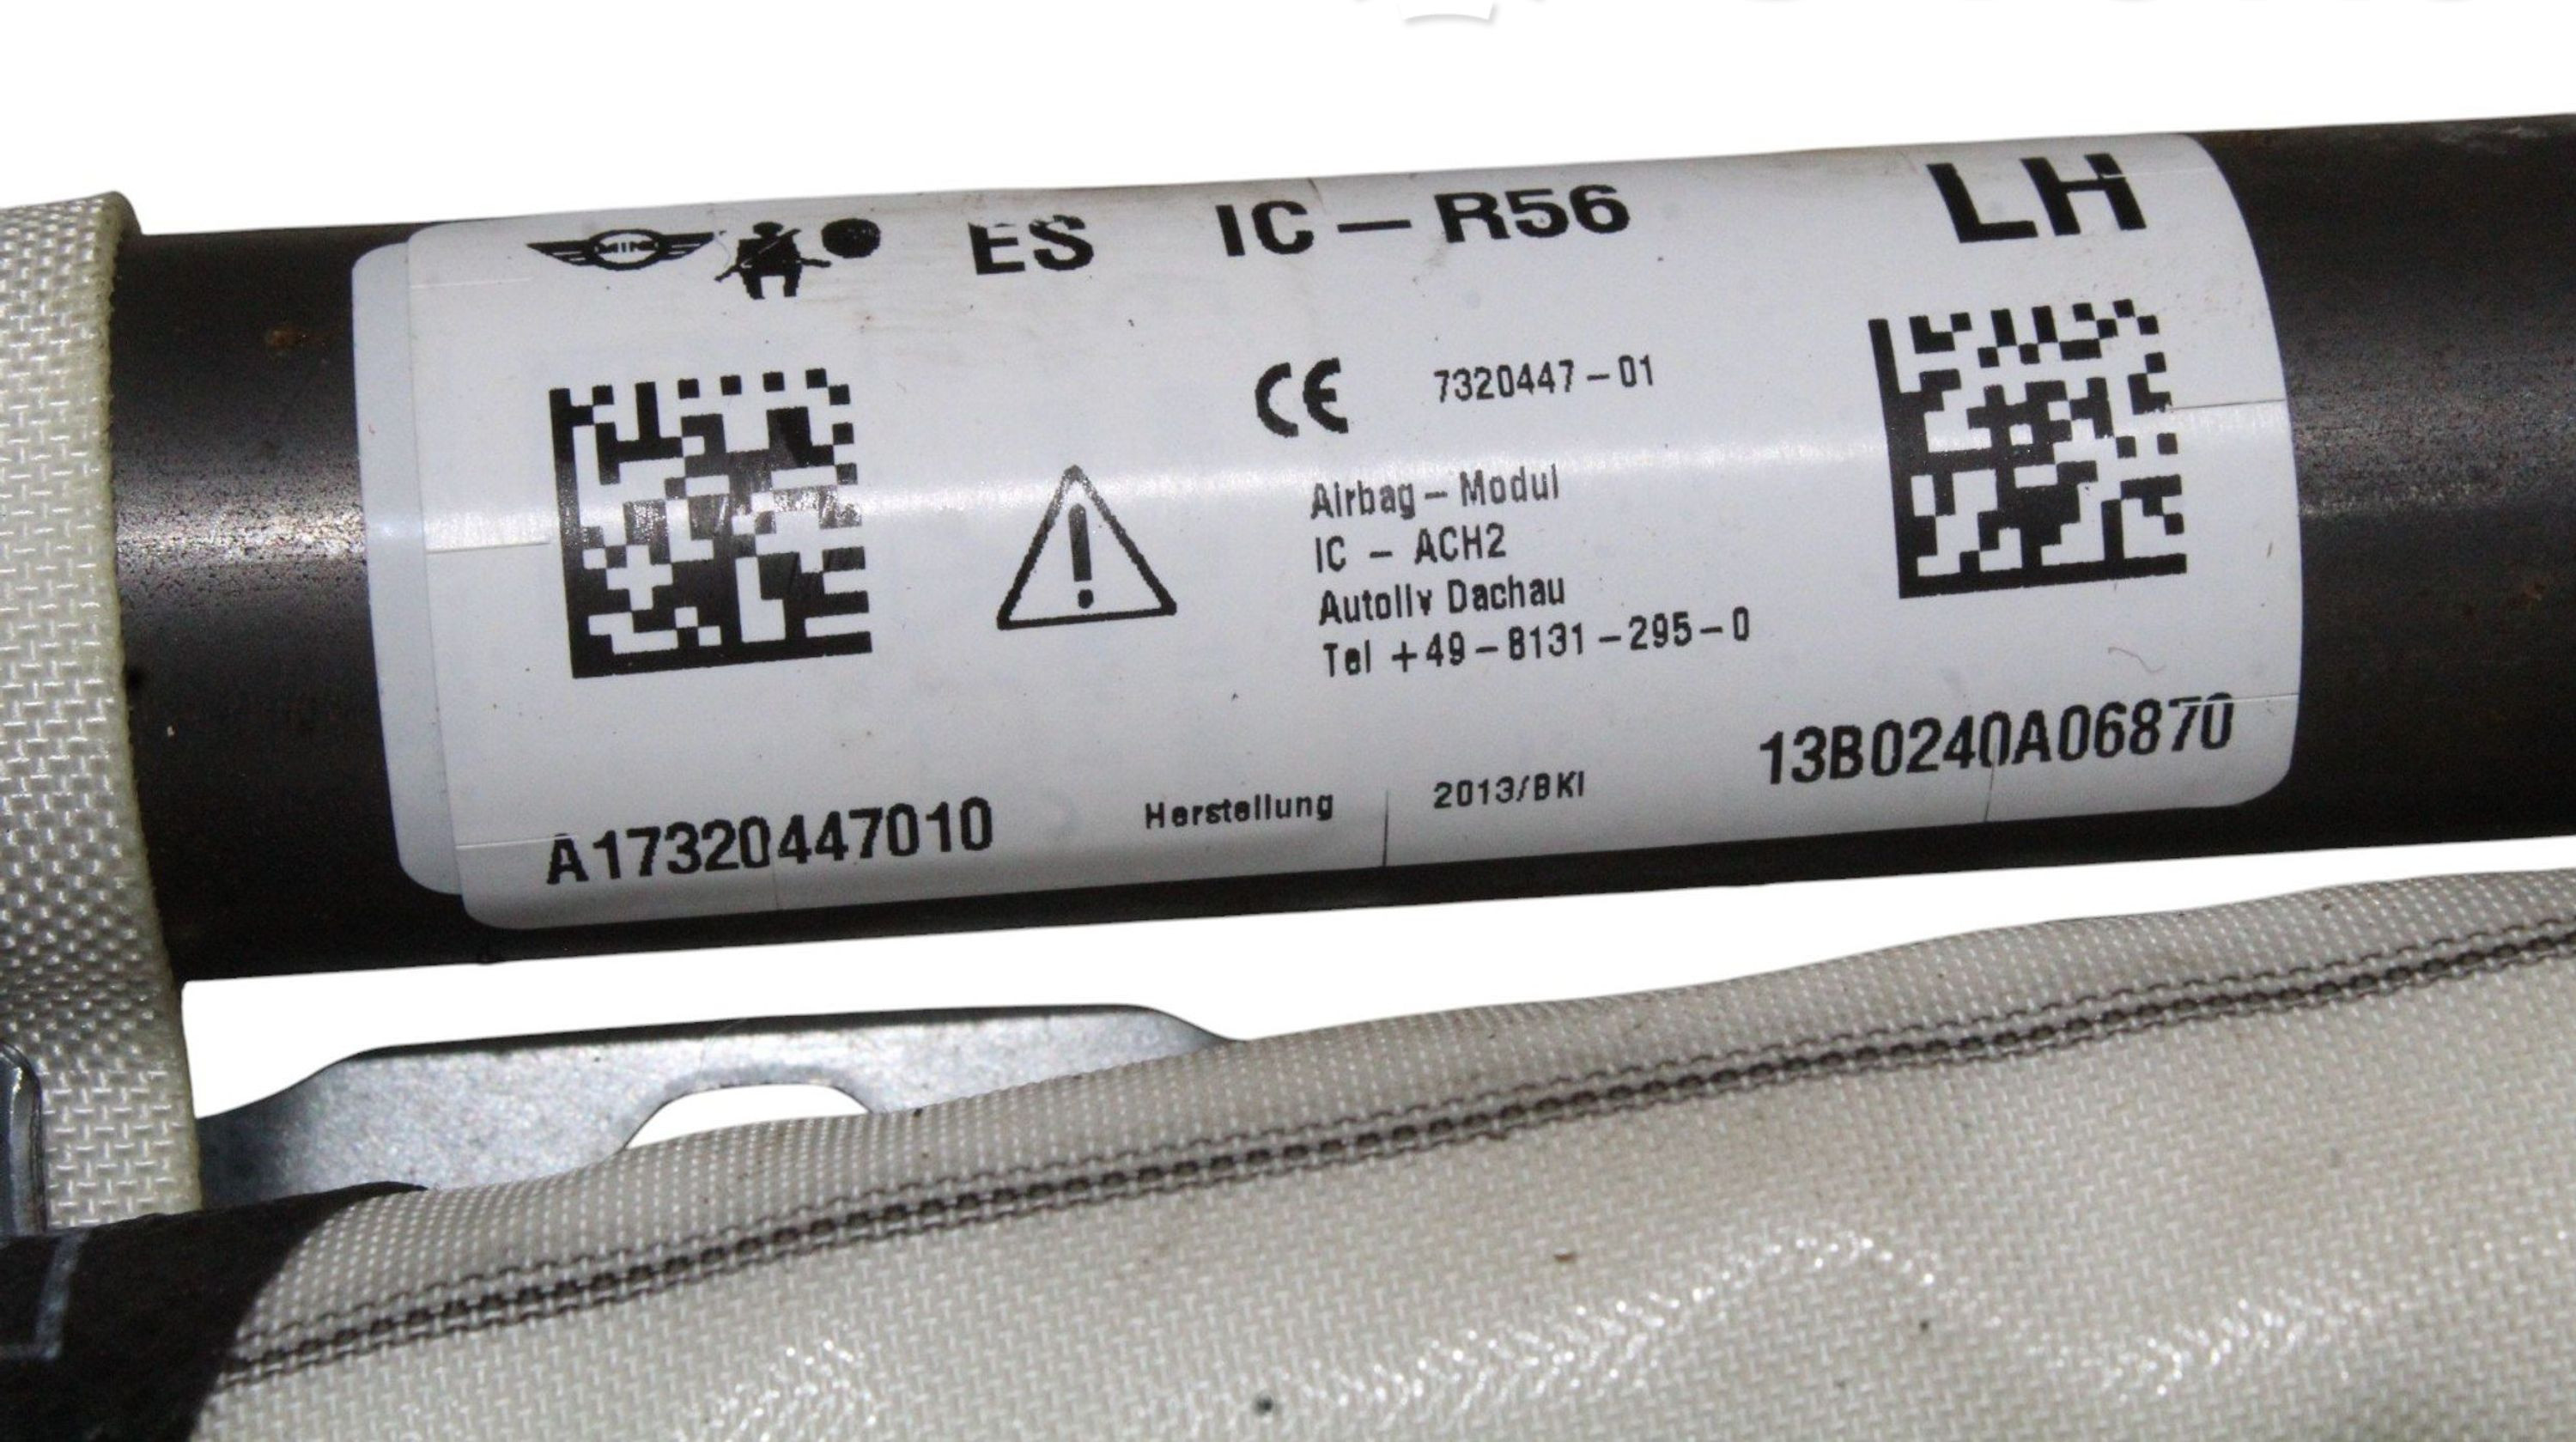 MINI ES IC - R56 LH
CE 7320447-01
Airbag - Modul
IC - ACH2
Autoliv Dachau
Tel +49-8131-295-0
A17320447010 Herstellung 2013/BKI 13B0240A06870